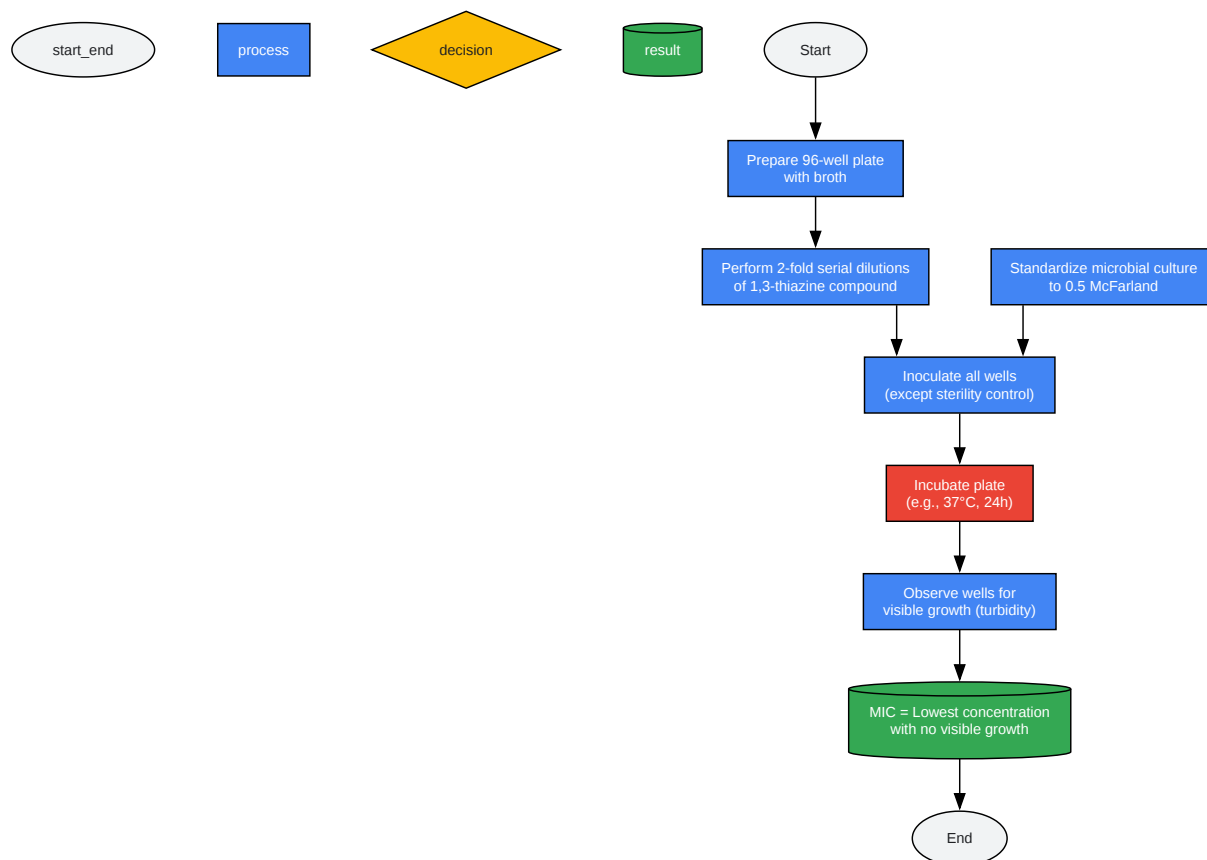 start_end
process
decision
result
Start
Prepare 96-well plate
with broth
Perform 2-fold serial dilutions
of 1,3-thiazine compound
Standardize microbial culture
to 0.5 McFarland
Inoculate all wells
(except sterility control)
Incubate plate
(e.g., 37°C, 24h)
Observe wells for
visible growth (turbidity)
MIC = Lowest concentration
with no visible growth
End